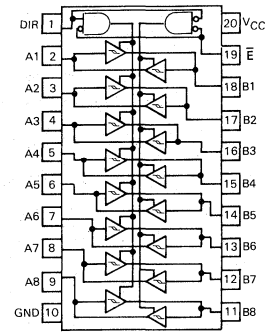 DIR 1 20 VCC
A1 2 19 E
A2 3 18 B1
A3 4 17 B2
A4 5 16 B3
A5 6 15 B4
A6 7 14 B5
A7 8 13 B6
A8 9 12 B7
GND 10 11 B8